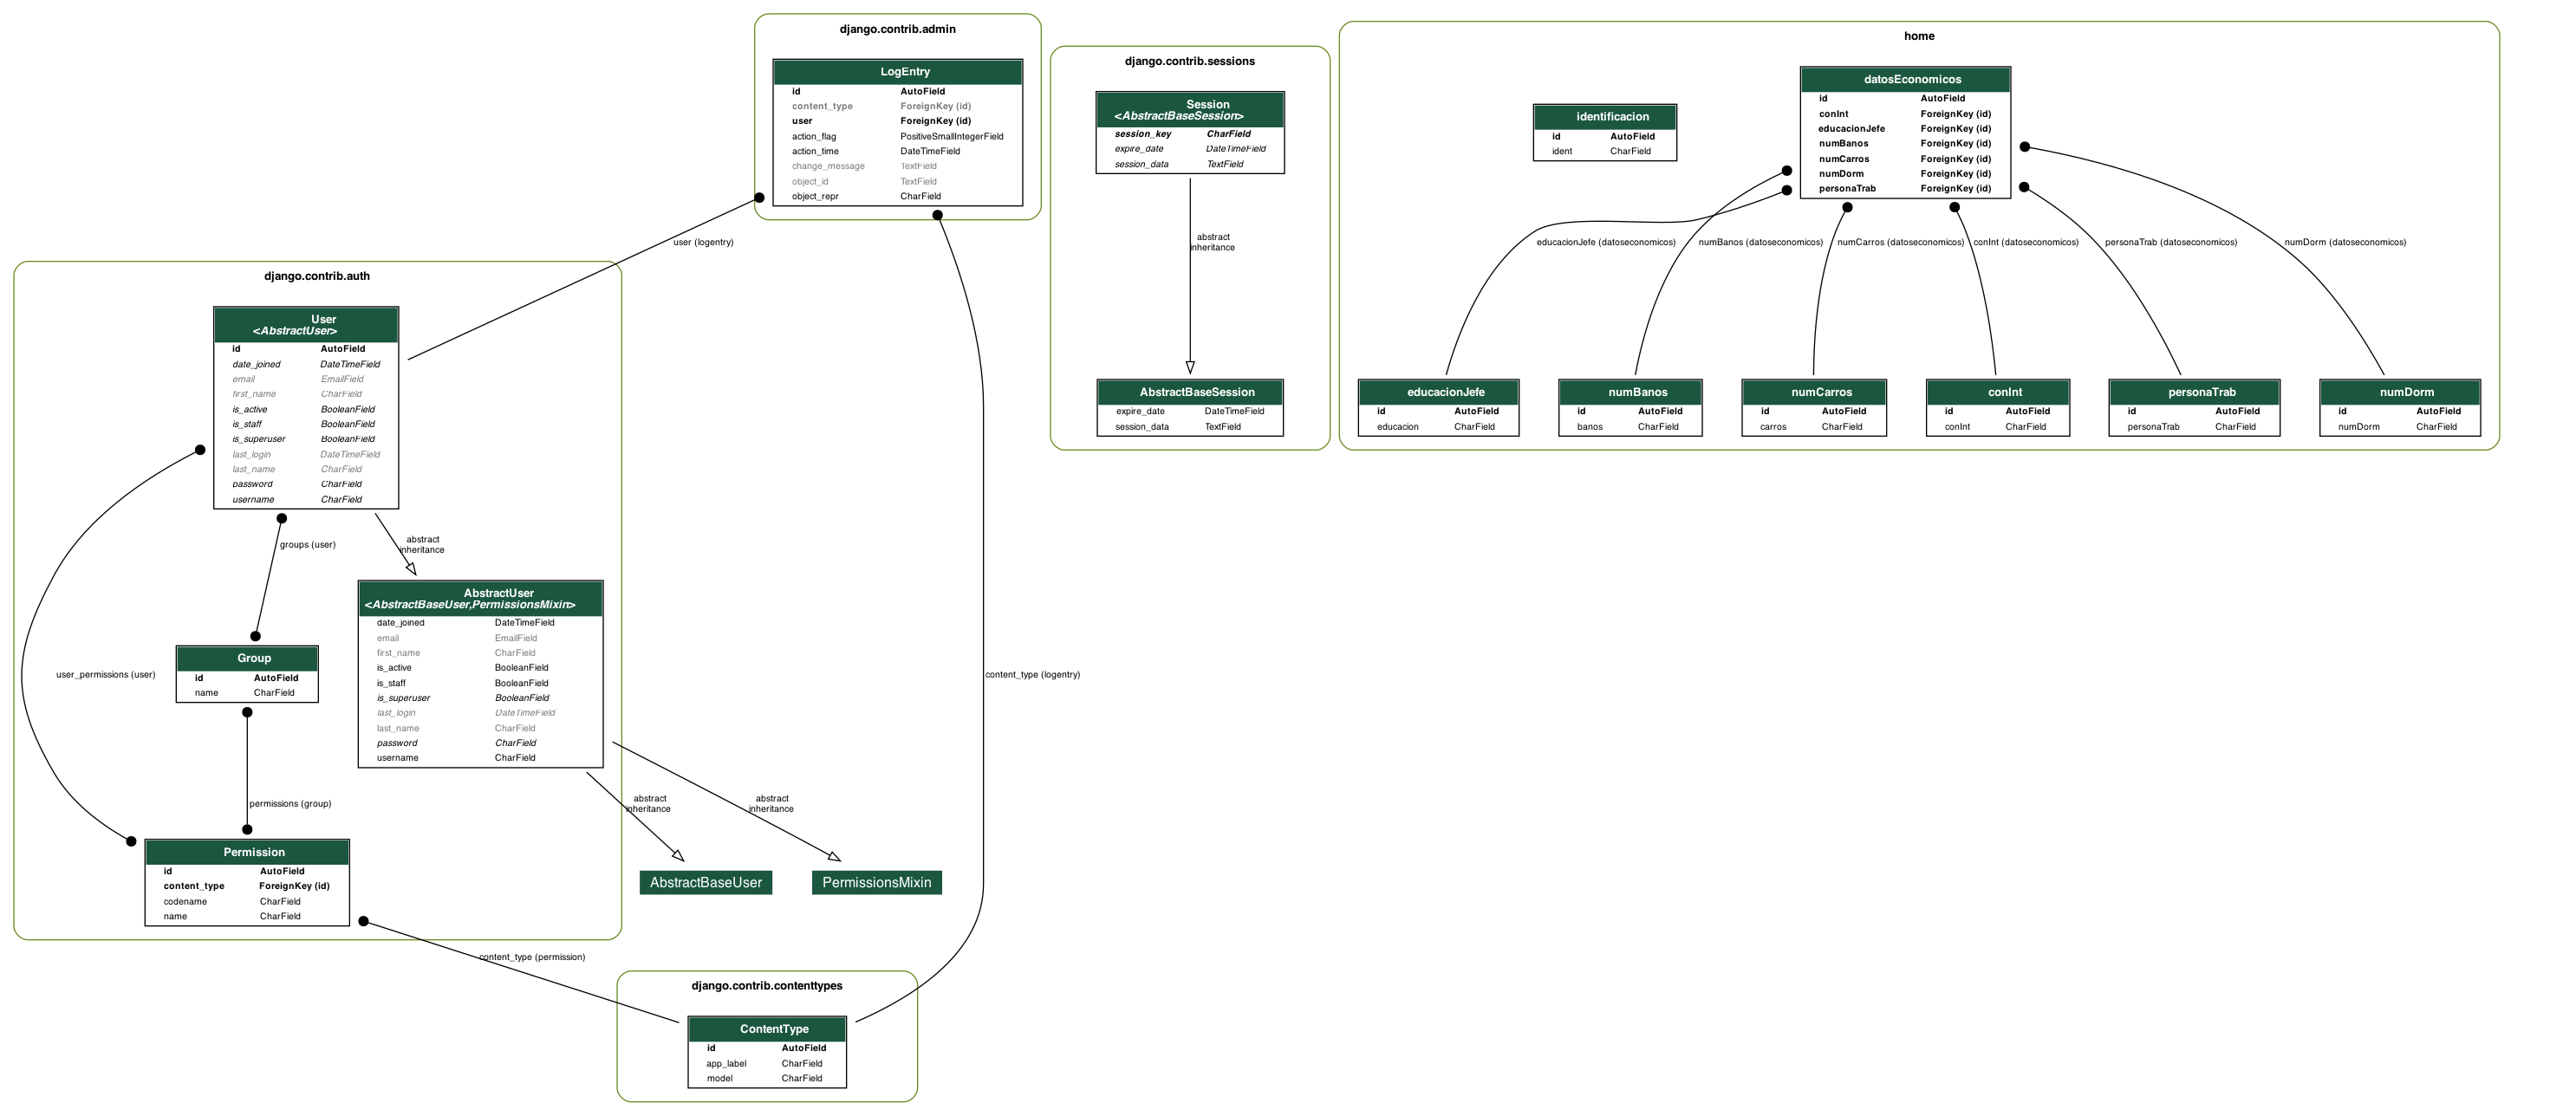 django.contrib.admin
LogEntry
id AutoField
content_type ForeignKey (id)
user ForeignKey (id)
action_flag PositiveSmallIntegerField
action_time DateTimeField
change_message TextField
object_id TextField
object_repr CharField
django.contrib.sessions
Session
<AbstractBaseSession>
session_key CharField
expire_date DateTimeField
session_data TextField
abstract
inheritance
AbstractBaseSession
expire_date DateTimeField
session_data TextField
home
identificacion
id AutoField
ident CharField
datosEconomicos
id AutoField
conInt ForeignKey (id)
educacionJefe ForeignKey (id)
numBanos ForeignKey (id)
numCarros ForeignKey (id)
numDorm ForeignKey (id)
personaTrab ForeignKey (id)
educacionJefe (datoseconomicos)
numBanos (datoseconomicos)
numCarros (datoseconomicos)
conInt (datoseconomicos)
personaTrab (datoseconomicos)
numDorm (datoseconomicos)
educacionJefe
id AutoField
educacion CharField
numBanos
id AutoField
banos CharField
numCarros
id AutoField
carros CharField
conInt
id AutoField
conInt CharField
personaTrab
id AutoField
personaTrab CharField
numDorm
id AutoField
numDorm CharField
user (logentry)
django.contrib.auth
User
<AbstractUser>
id AutoField
date_joined DateTimeField
email EmailField
first_name CharField
is_active BooleanField
is_staff BooleanField
is_superuser BooleanField
last_login DateTimeField
last_name CharField
password CharField
username CharField
groups (user)
abstract
inheritance
AbstractUser
<AbstractBaseUser,PermissionsMixin>
date_joined DateTimeField
email EmailField
first_name CharField
is_active BooleanField
is_staff BooleanField
is_superuser BooleanField
last_login DateTimeField
last_name CharField
password CharField
username CharField
Group
id AutoField
name CharField
user_permissions (user)
content_type (logentry)
permissions (group)
abstract
inheritance
abstract
inheritance
Permission
id AutoField
content_type ForeignKey (id)
codename CharField
name CharField
AbstractBaseUser
PermissionsMixin
content_type (permission)
django.contrib.contenttypes
ContentType
id AutoField
app_label CharField
model CharField